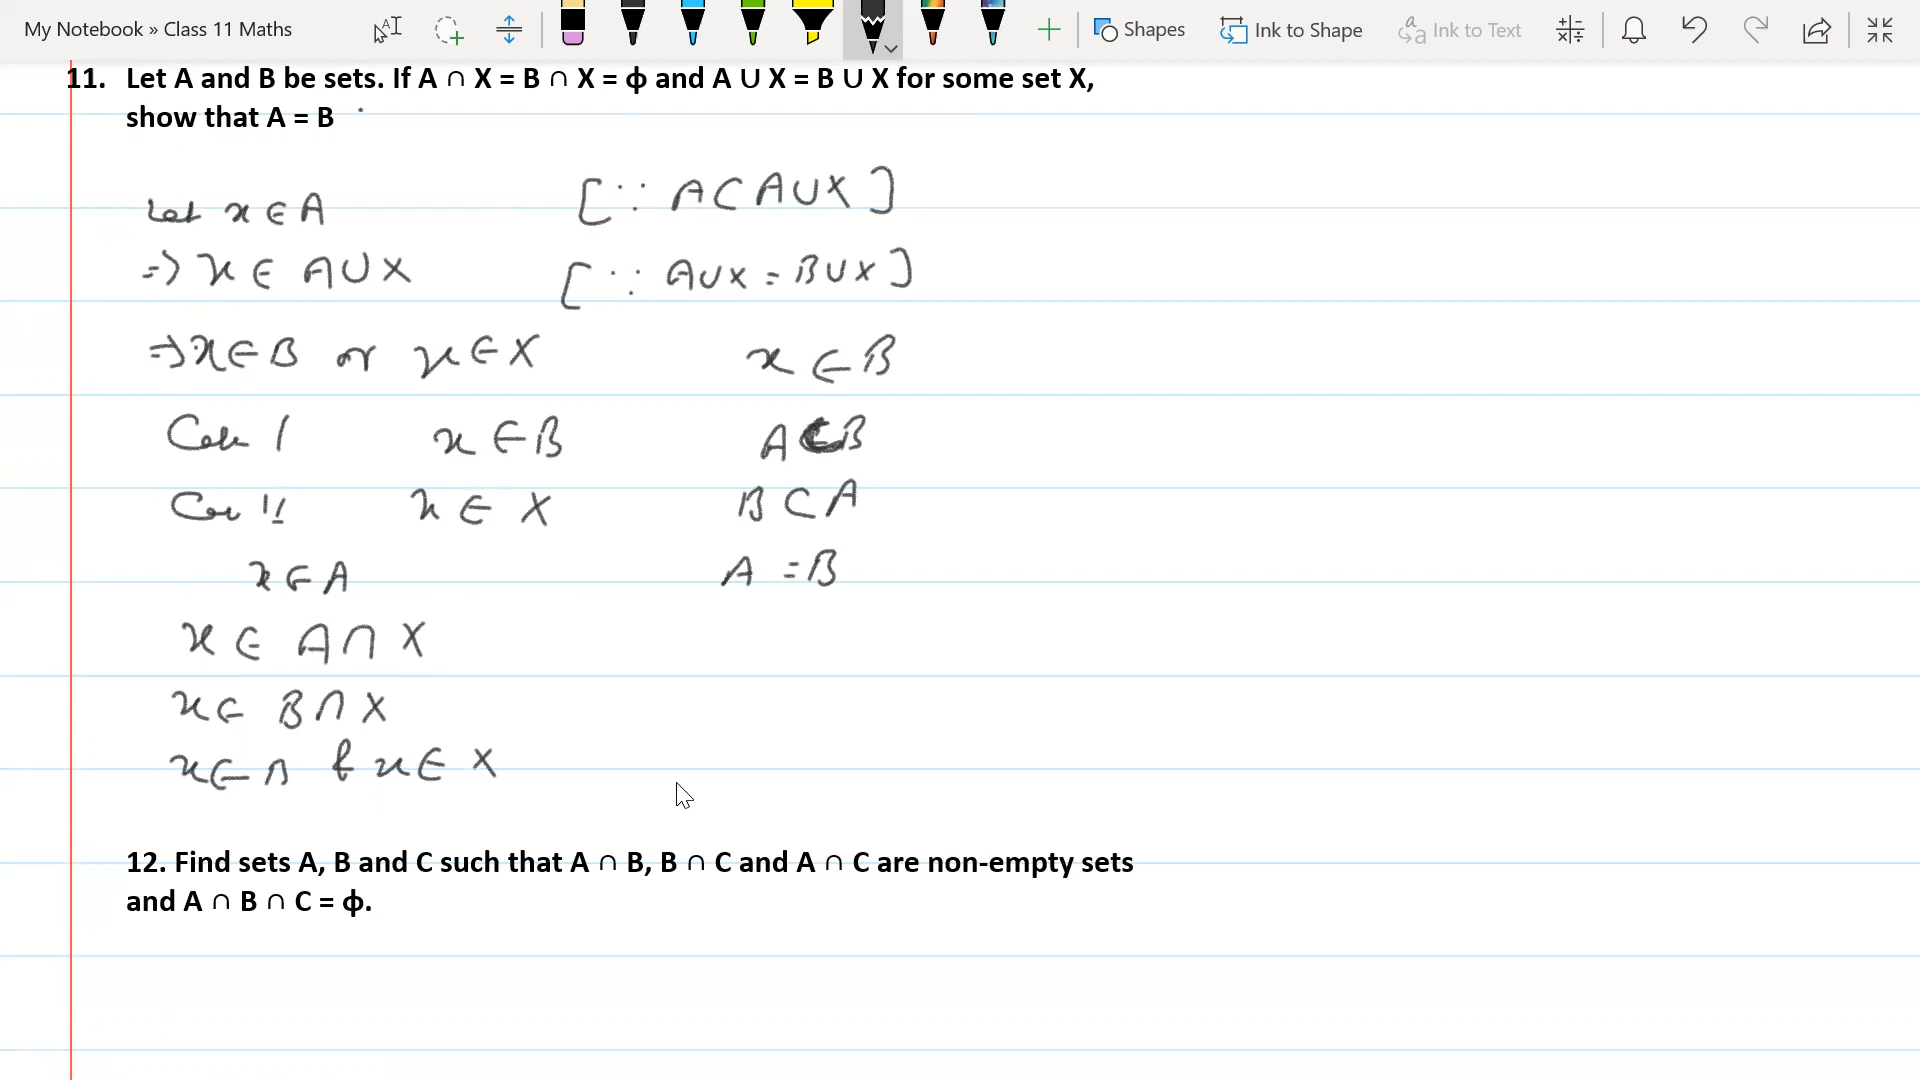 My Notebook » Class 11 Maths
Shapes
Ink to Shape
Ink to Text
11. Let A and B be sets. If A ∩ X = B ∩ X = ϕ and A ∪ X = B ∪ X for some set X,
show that A = B
Let x ∈ A [∵ A ⊂ A ∪ X]
=> x ∈ A ∪ X [∵ A ∪ X = B ∪ X]
=> x ∈ B or x ∈ X
Case I x ∈ B
Case II x ∈ X
x ∈ A
x ∈ A ∩ X
x ∈ B ∩ X
x ∈ B & x ∈ X
x ∈ B
A ⊂ B
B ⊂ A
A = B
12. Find sets A, B and C such that A ∩ B, B ∩ C and A ∩ C are non-empty sets
and A ∩ B ∩ C = ϕ.